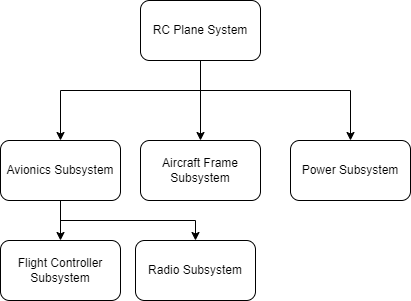 RC Plane System
Avionics Subsystem
Aircraft Frame
Subsystem
Power Subsystem
Flight Controller
Subsystem
Radio Subsystem